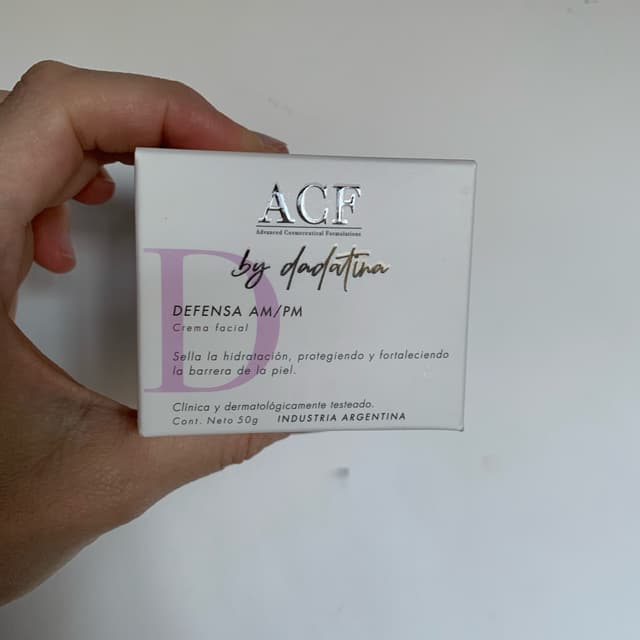 ACF
Advanced Cosmeceutical Formulations
by dadatina
D
DEFENSA AM/PM
Crema facial
Sella la hidratación, protegiendo y fortaleciendo
la barrera de la piel.
Clínica y dermatológicamente testeado.
Cont. Neto 50g INDUSTRIA ARGENTINA